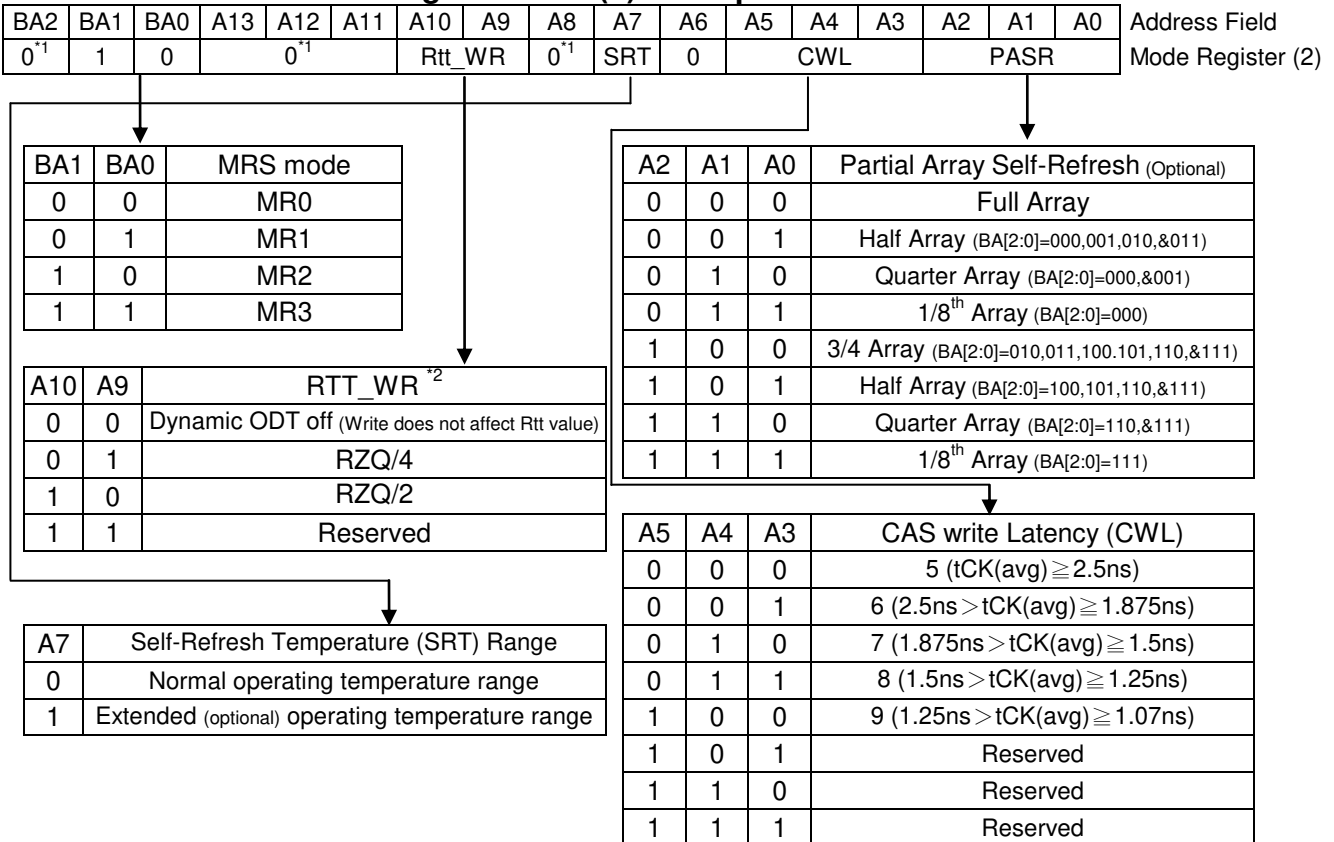 BA2 BA1 BA0 A13 A12 A11 A10 A9 A8 A7 A6 A5 A4 A3 A2 A1 A0 Address Field
0*1 1 0 0*1 Rtt_WR 0*1 SRT 0 CWL PASR Mode Register (2)
BA1 BA0 MRS mode
0 0 MR0
0 1 MR1
1 0 MR2
1 1 MR3
A2 A1 A0 Partial Array Self-Refresh (Optional)
0 0 0 Full Array
0 0 1 Half Array (BA[2:0]=000,001,010,&011)
0 1 0 Quarter Array (BA[2:0]=000,&001)
0 1 1 1/8th Array (BA[2:0]=000)
1 0 0 3/4 Array (BA[2:0]=010,011,100.101,110,&111)
1 0 1 Half Array (BA[2:0]=100,101,110,&111)
1 1 0 Quarter Array (BA[2:0]=110,&111)
1 1 1 1/8th Array (BA[2:0]=111)
A10 A9 RTT_WR *2
0 0 Dynamic ODT off (Write does not affect Rtt value)
0 1 RZQ/4
1 0 RZQ/2
1 1 Reserved
A5 A4 A3 CAS write Latency (CWL)
0 0 0 5 (tCK(avg)≧2.5ns)
0 0 1 6 (2.5ns>tCK(avg)≧1.875ns)
0 1 0 7 (1.875ns>tCK(avg)≧1.5ns)
0 1 1 8 (1.5ns>tCK(avg)≧1.25ns)
1 0 0 9 (1.25ns>tCK(avg)≧1.07ns)
1 0 1 Reserved
1 1 0 Reserved
1 1 1 Reserved
A7 Self-Refresh Temperature (SRT) Range
0 Normal operating temperature range
1 Extended (optional) operating temperature range